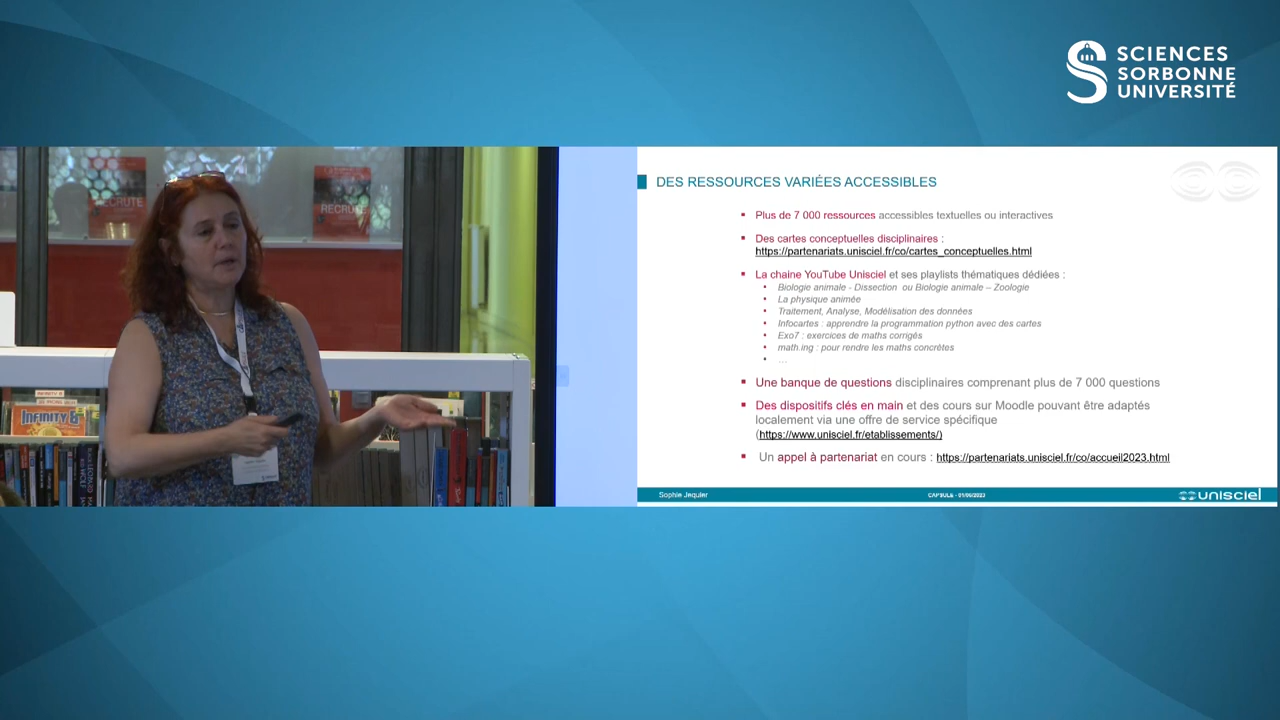 SCIENCES
SORBONNE
UNIVERSITÉ
RECRUTE
RECRUTE
INFINITY 8
DES RESSOURCES VARIÉES ACCESSIBLES
▪ Plus de 7 000 ressources accessibles textuelles ou interactives
▪ Des cartes conceptuelles disciplinaires :
https://partenariats.unisciel.fr/co/cartes_conceptuelles.html
▪ La chaine YouTube Unisciel et ses playlists thématiques dédiées :
▪ Biologie animale - Dissection ou Biologie animale – Zoologie
▪ La physique animée
▪ Traitement, Analyse, Modélisation des données
▪ Infocartes : apprendre la programmation python avec des cartes
▪ Exo7 : exercices de maths corrigés
▪ math.ing : pour rendre les maths concrètes
▪ …
▪ Une banque de questions disciplinaires comprenant plus de 7 000 questions
▪ Des dispositifs clés en main et des cours sur Moodle pouvant être adaptés
localement via une offre de service spécifique
(https://www.unisciel.fr/etablissements/)
▪ Un appel à partenariat en cours : https://partenariats.unisciel.fr/co/accueil2023.html
Sophie Jequier
CAPSULE - 01/06/2023
unisciel